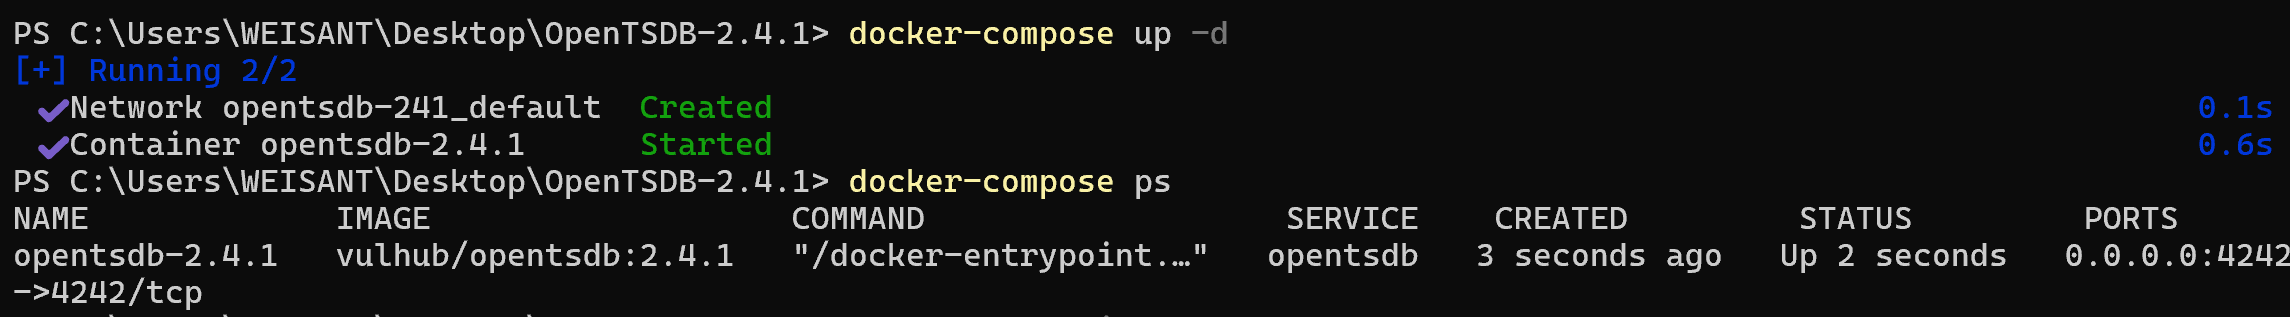 PS C:\Users\WEISANT\Desktop\OpenTSDB-2.4.1> docker-compose up -d
[+] Running 2/2
✔Network opentsdb-241_default Created 0.1s
✔Container opentsdb-2.4.1 Started 0.6s
PS C:\Users\WEISANT\Desktop\OpenTSDB-2.4.1> docker-compose ps
NAME IMAGE COMMAND SERVICE CREATED STATUS PORTS
opentsdb-2.4.1 vulhub/opentsdb:2.4.1 "/docker-entrypoint.…" opentsdb 3 seconds ago Up 2 seconds 0.0.0.0:4242
->4242/tcp